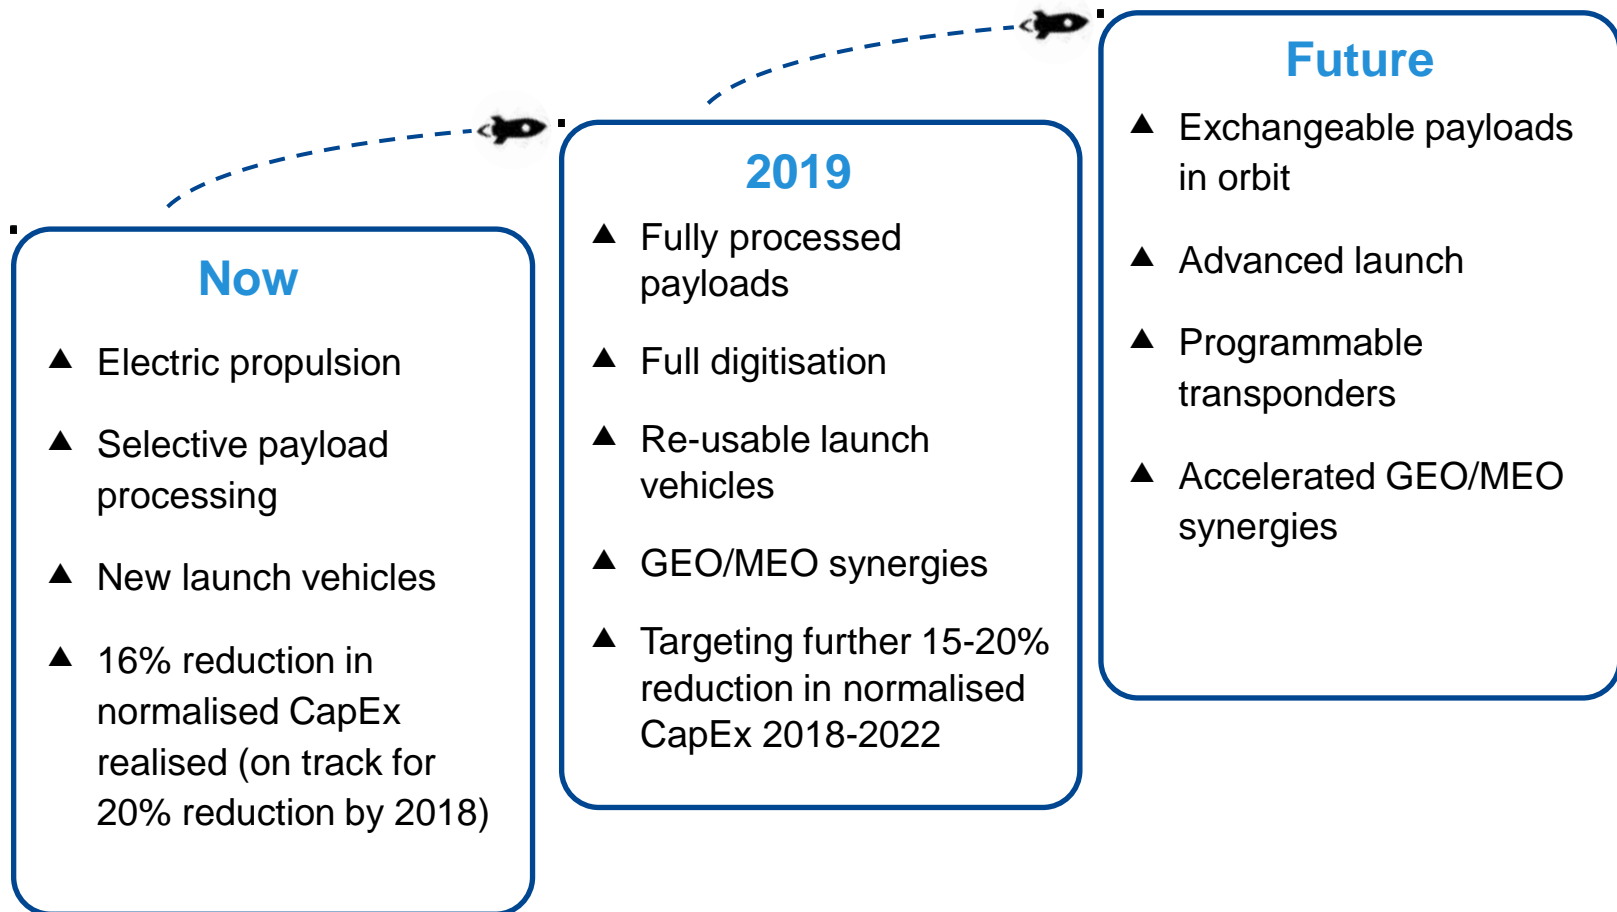 Now
▲ Electric propulsion
▲ Selective payload
processing
▲ New launch vehicles
▲ 16% reduction in
normalised CapEx
realised (on track for
20% reduction by 2018)
2019
▲ Fully processed
payloads
▲ Full digitisation
▲ Re-usable launch
vehicles
▲ GEO/MEO synergies
▲ Targeting further 15-20%
reduction in normalised
CapEx 2018-2022
Future
▲ Exchangeable payloads
in orbit
▲ Advanced launch
▲ Programmable
transponders
▲ Accelerated GEO/MEO
synergies